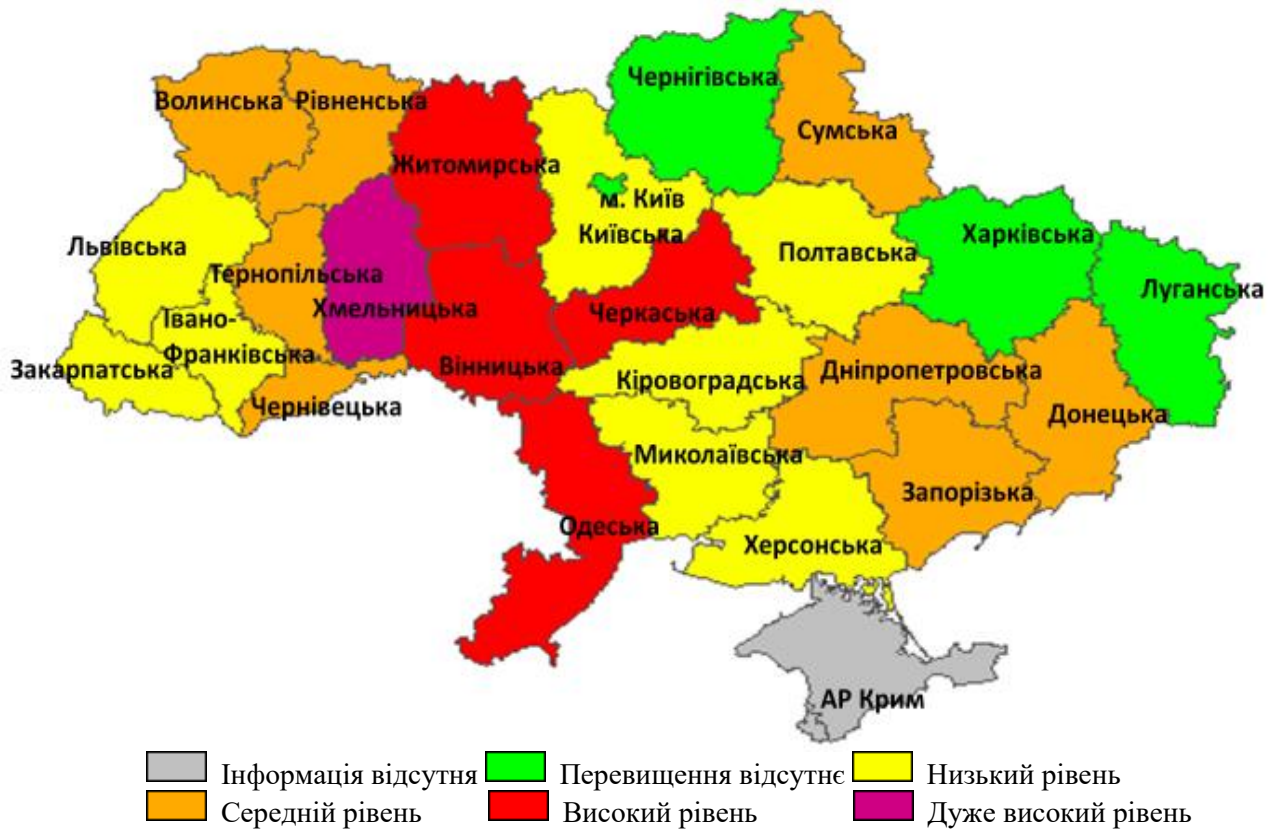 Чернігівська
Волинська
Рівненська
Сумська
Житомирська
м. Київ
Київська
Львівська
Полтавська
Харківська
Тернопільська
Луганська
Хмельницька
Черкаська
Івано-
Франківська
Закарпатська
Вінницька
Кіровоградська
Дніпропетровська
Чернівецька
Донецька
Миколаївська
Запорізька
Одеська
Херсонська
АР Крим
Інформація відсутня
Перевищення відсутнє
Низький рівень
Середній рівень
Високий рівень
Дуже високий рівень